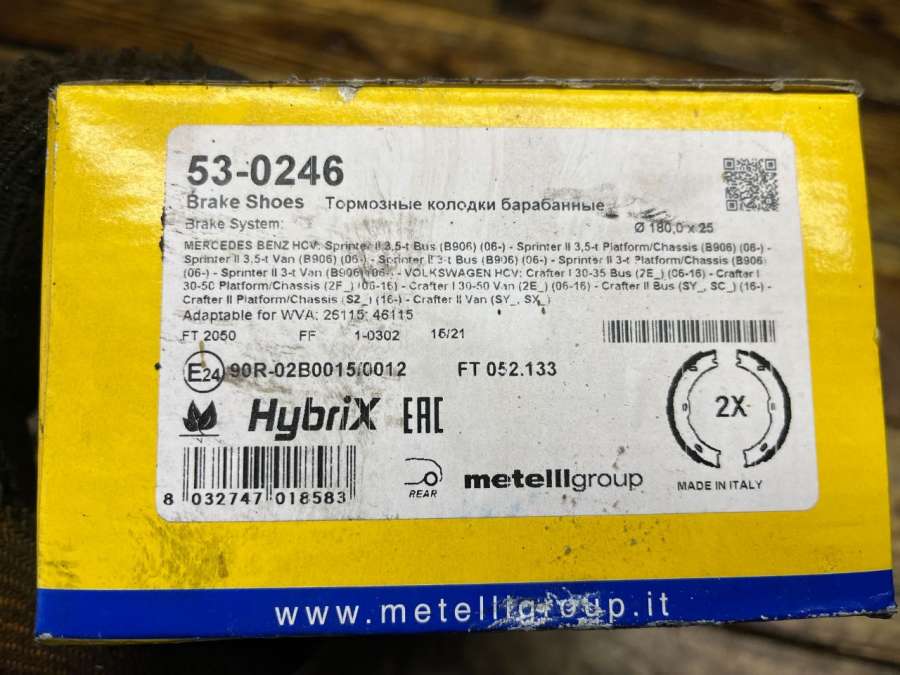 53-0246
Brake Shoes Тормозные колодки барабанные
Brake System: Ø 180,0 x 25
MERCEDES BENZ HCV: Sprinter II 3,5-t Bus (B906) (06-) - Sprinter II 3,5-t Platform/Chassis (B906) (06-) -
Sprinter II 3,5-t Van (B906) (06-) - Sprinter II 3-t Bus (B906) (06-) - Sprinter II 3-t Platform/Chassis (B906)
(06-) - Sprinter II 3-t Van (B906) (06-) - VOLKSWAGEN HCV: Crafter I 30-35 Bus (2E_) (06-16) - Crafter I
30-50 Platform/Chassis (2F_) (06-16) - Crafter I 30-50 Van (2E_) (06-16) - Crafter II Bus (SY_, SC_) (16-) -
Crafter II Platform/Chassis (SZ_) (16-) - Crafter II Van (SY_, SX_)
Adaptable for WVA: 26115; 46115
FT 2050 FF 1-0302 16/21
E24 90R-02B0015/0012 FT 052.133
2X
HybriX EAC
8 032747 018583
REAR
metelligroup
MADE IN ITALY
www.metelligroup.it